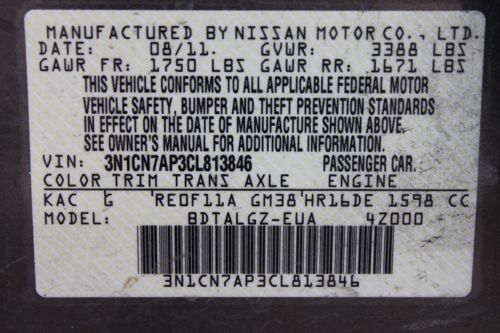 MANUFACTURED BY NISSAN MOTOR CO., LTD.
DATE: 08/11. GVWR: 3388 LBS
GAWR FR: 1750 LBS GAWR RR: 1671 LBS
THIS VEHICLE CONFORMS TO ALL APPLICABLE FEDERAL MOTOR
VEHICLE SAFETY, BUMPER AND THEFT PREVENTION STANDARDS
IN EFFECT ON THE DATE OF MANUFACTURE SHOWN ABOVE.
SEE OWNER'S MANUAL FOR ADDITIONAL INFORMATION.
VIN: 3N1CN7AP3CL813846 PASSENGER CAR.
COLOR TRIM TRANS AXLE ENGINE
KAC G RE0F11A GM38 HR16DE 1598 CC
MODEL: BDTALGZ-EUA 4Z000
3N1CN7AP3CL813846